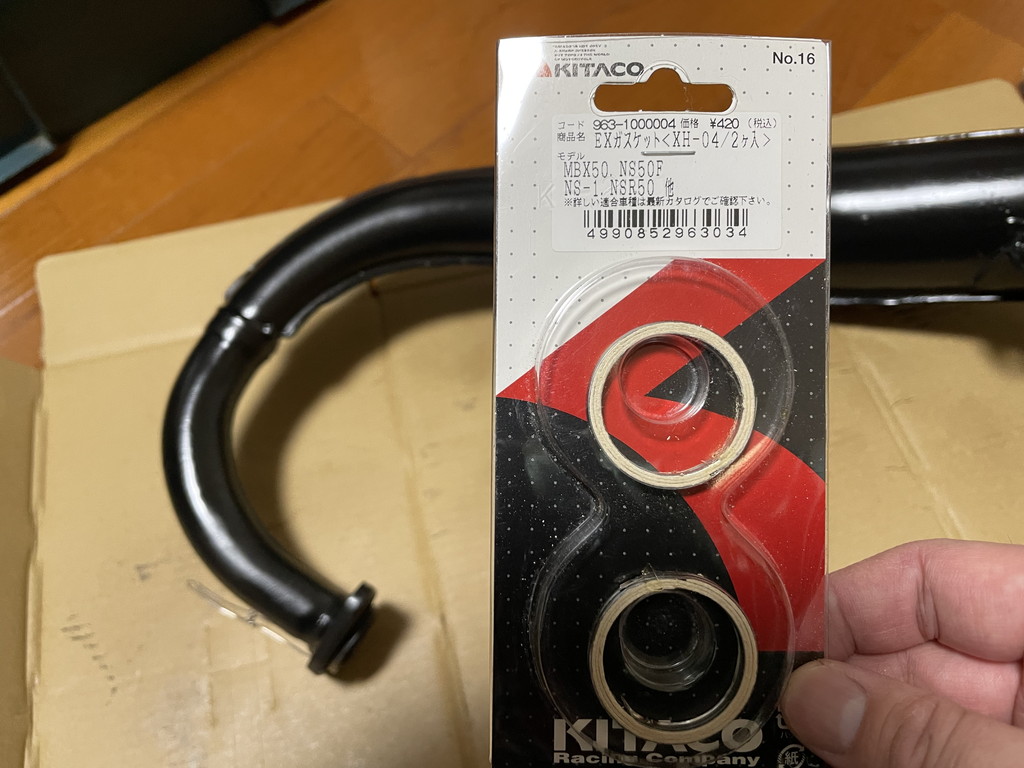 KITACO
No.16
コード 963-1000004 価格 ¥420 (税込)
商品名 EXガスケット<XH-04/2ヶ入>
モデル
MBX50, NS50F
NS-1, NSR50 他
※詳しい適合車種は最新カタログでご確認下さい。
4990852963034
KITACO
Racing Company
紙